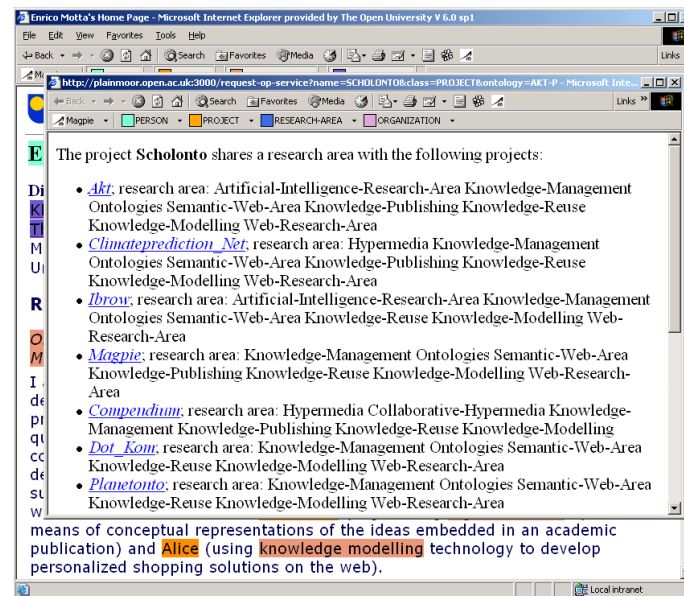 Enrico Motta's Home Page - Microsoft Internet Explorer provided by The Open University V 6.0 sp1
File Edit View Favorites Tools Help
Back Search Favorites Media Links
http://plainmoor.open.ac.uk:3000/request-op-service?name=SCHOLONTO&class=PROJECT&ontology=AKT-P - Microsoft Inte...
Back Search Favorites Media Links »
Magpie PERSON PROJECT RESEARCH-AREA ORGANIZATION
The project Scholonto shares a research area with the following projects:
• Akt; research area: Artificial-Intelligence-Research-Area Knowledge-Management
Ontologies Semantic-Web-Area Knowledge-Publishing Knowledge-Reuse
Knowledge-Modelling Web-Research-Area
• Climateprediction_Net; research area: Hypermedia Knowledge-Management
Ontologies Semantic-Web-Area Knowledge-Publishing Knowledge-Reuse
Knowledge-Modelling Web-Research-Area
• Ibrow; research area: Artificial-Intelligence-Research-Area Knowledge-Management
Ontologies Semantic-Web-Area Knowledge-Reuse Knowledge-Modelling Web-
Research-Area
• Magpie; research area: Knowledge-Management Ontologies Semantic-Web-Area
Knowledge-Publishing Knowledge-Reuse Knowledge-Modelling Web-Research-
Area
• Compendium; research area: Hypermedia Collaborative-Hypermedia Knowledge-
Management Knowledge-Publishing Knowledge-Reuse Knowledge-Modelling
• Dot_Kom; research area: Knowledge-Management Ontologies Semantic-Web-Area
Knowledge-Reuse Knowledge-Modelling Web-Research-Area
• Planetonto; research area: Knowledge-Management Ontologies Semantic-Web-Area
Knowledge-Reuse Knowledge-Modelling Web-Research-Area
means of conceptual representations of the ideas embedded in an academic
publication) and Alice (using knowledge modelling technology to develop
personalized shopping solutions on the web).
Local intranet